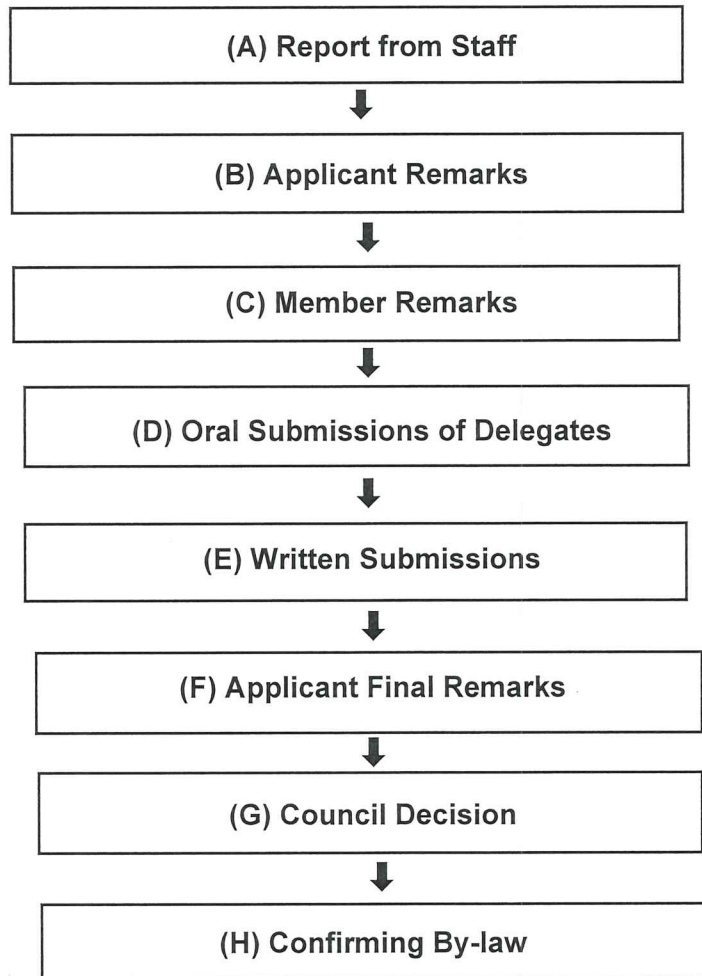 (A) Report from Staff
(B) Applicant Remarks
(C) Member Remarks
(D) Oral Submissions of Delegates
(E) Written Submissions
(F) Applicant Final Remarks
(G) Council Decision
(H) Confirming By-law